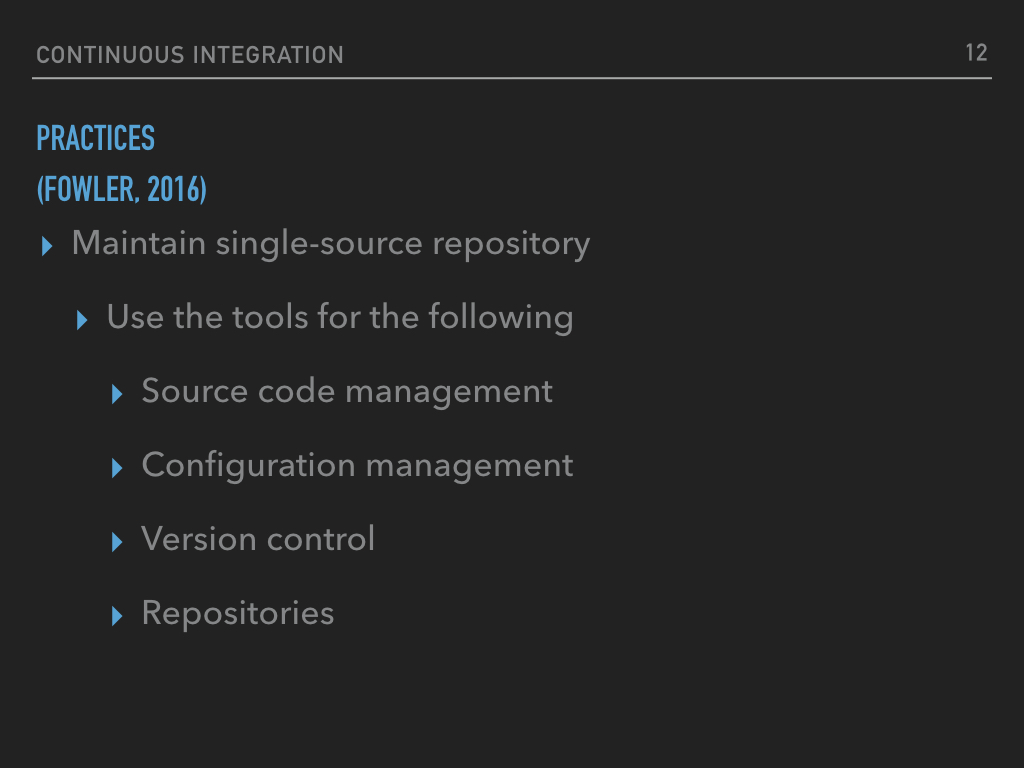 CONTINUOUS INTEGRATION
12
PRACTICES
(FOWLER, 2016)
Maintain single-source repository
Use the tools for the following
Source code management
Configuration management
Version control
Repositories